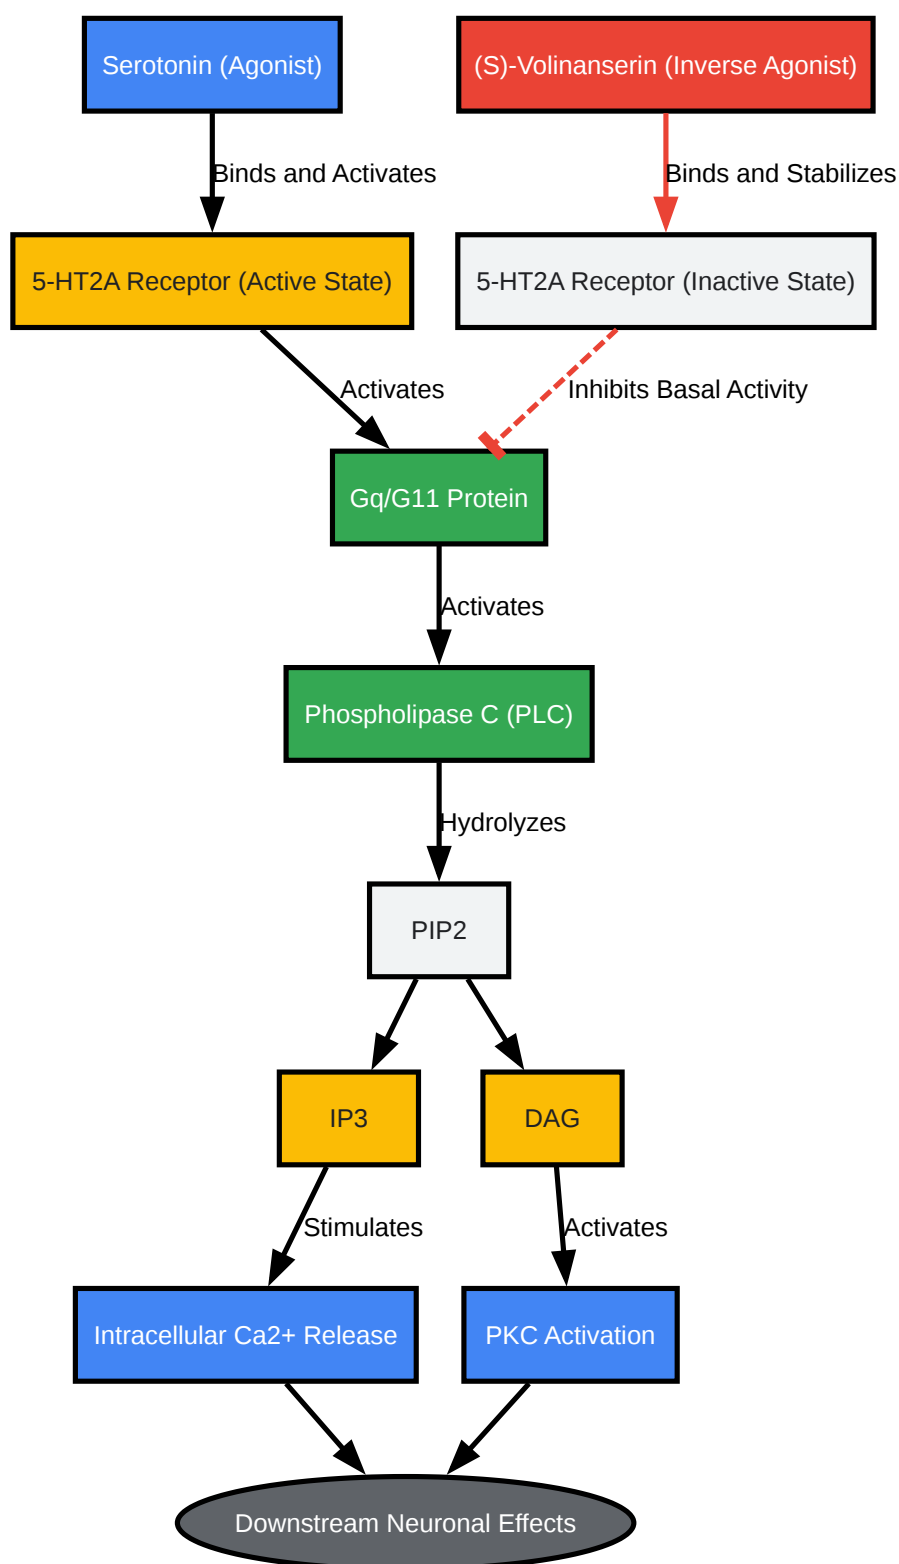 Serotonin (Agonist)
(S)-Volinanserin (Inverse Agonist)
Binds and Activates
Binds and Stabilizes
5-HT2A Receptor (Active State)
5-HT2A Receptor (Inactive State)
Activates
Inhibits Basal Activity
Gq/G11 Protein
Activates
Phospholipase C (PLC)
Hydrolyzes
PIP2
IP3
DAG
Stimulates
Activates
Intracellular Ca2+ Release
PKC Activation
Downstream Neuronal Effects